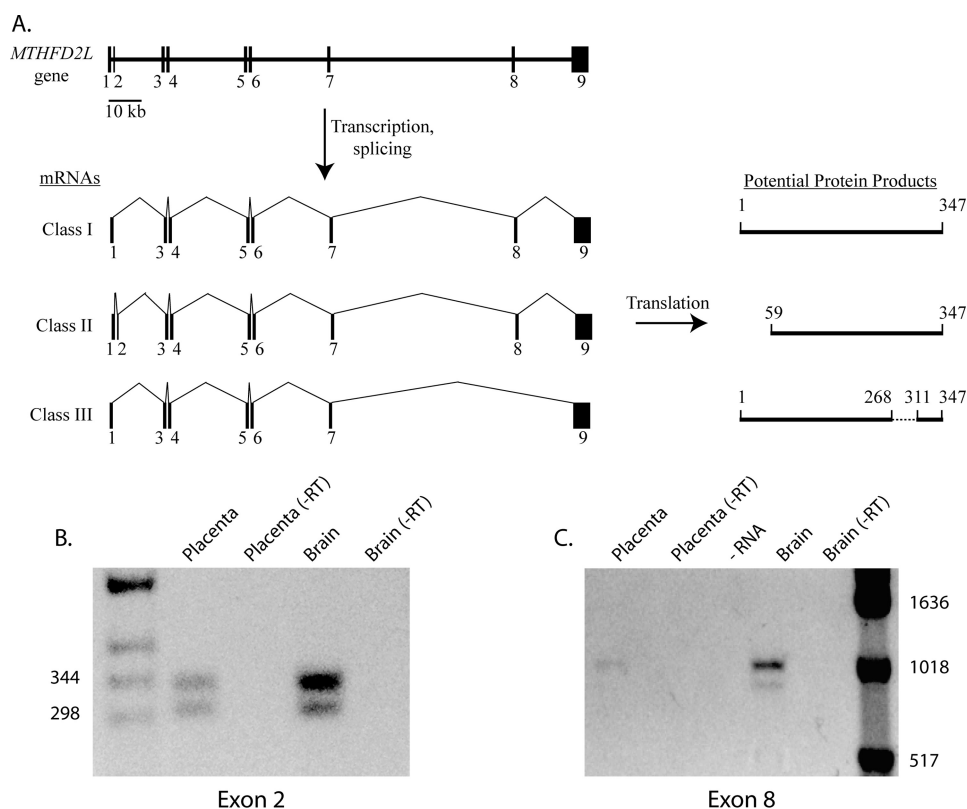 A.
MTHFD2L
gene
1 2 3 4 5 6 7 8 9
10 kb
Transcription,
splicing
mRNAs
Potential Protein Products
Class I
1 3 4 5 6 7 8 9
1 347
Class II
1 2 3 4 5 6 7 8 9
Translation
59 347
Class III
1 3 4 5 6 7 9
1 268 311 347
B.
Placenta
Placenta (-RT)
Brain
Brain (-RT)
344
298
Exon 2
C.
Placenta
Placenta (-RT)
- RNA
Brain
Brain (-RT)
1636
1018
517
Exon 8